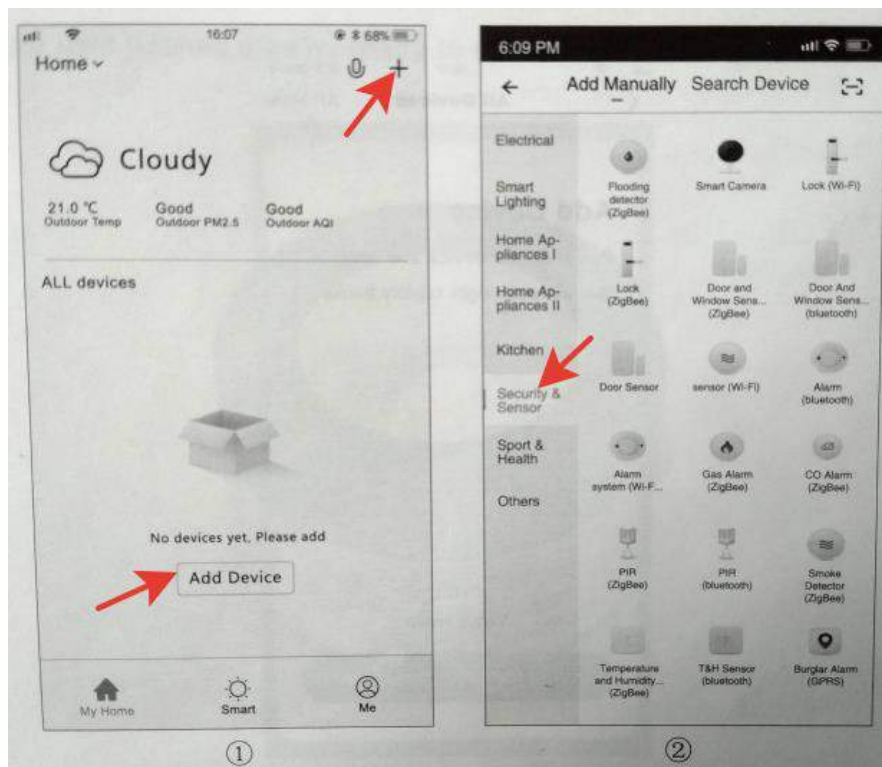 16:07
68%
Home
Cloudy
21.0 °C Good Good
Outdoor Temp Outdoor PM2.5 Outdoor AQI
ALL devices
No devices yet. Please add
Add Device
My Home Smart Me
①
6:09 PM
Add Manually Search Device
Electrical
Smart
Lighting
Home Ap-
pliances I
Home Ap-
pliances II
Kitchen
Security &
Sensor
Sport &
Health
Others
Flooding
detector
(ZigBee)
Smart Camera
Lock (Wi-Fi)
Lock
(ZigBee)
Door and
Window Sens...
(ZigBee)
Door And
Window Sens...
(bluetooth)
Door Sensor
sensor (Wi-Fi)
Alarm
(bluetooth)
Alarm
system (Wi-F...
Gas Alarm
(ZigBee)
CO Alarm
(ZigBee)
PIR
(ZigBee)
PIR
(bluetooth)
Smoke
Detector
(ZigBee)
Temperature
and Humidity...
(ZigBee)
T&H Sensor
(bluetooth)
Burglar Alarm
(GPRS)
②